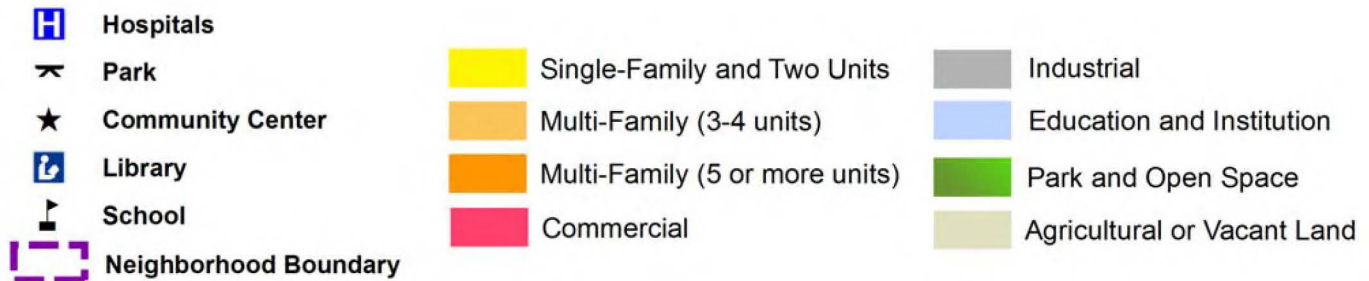 H Hospitals
Park
Community Center
Library
School
Neighborhood Boundary
Single-Family and Two Units
Multi-Family (3-4 units)
Multi-Family (5 or more units)
Commercial
Industrial
Education and Institution
Park and Open Space
Agricultural or Vacant Land